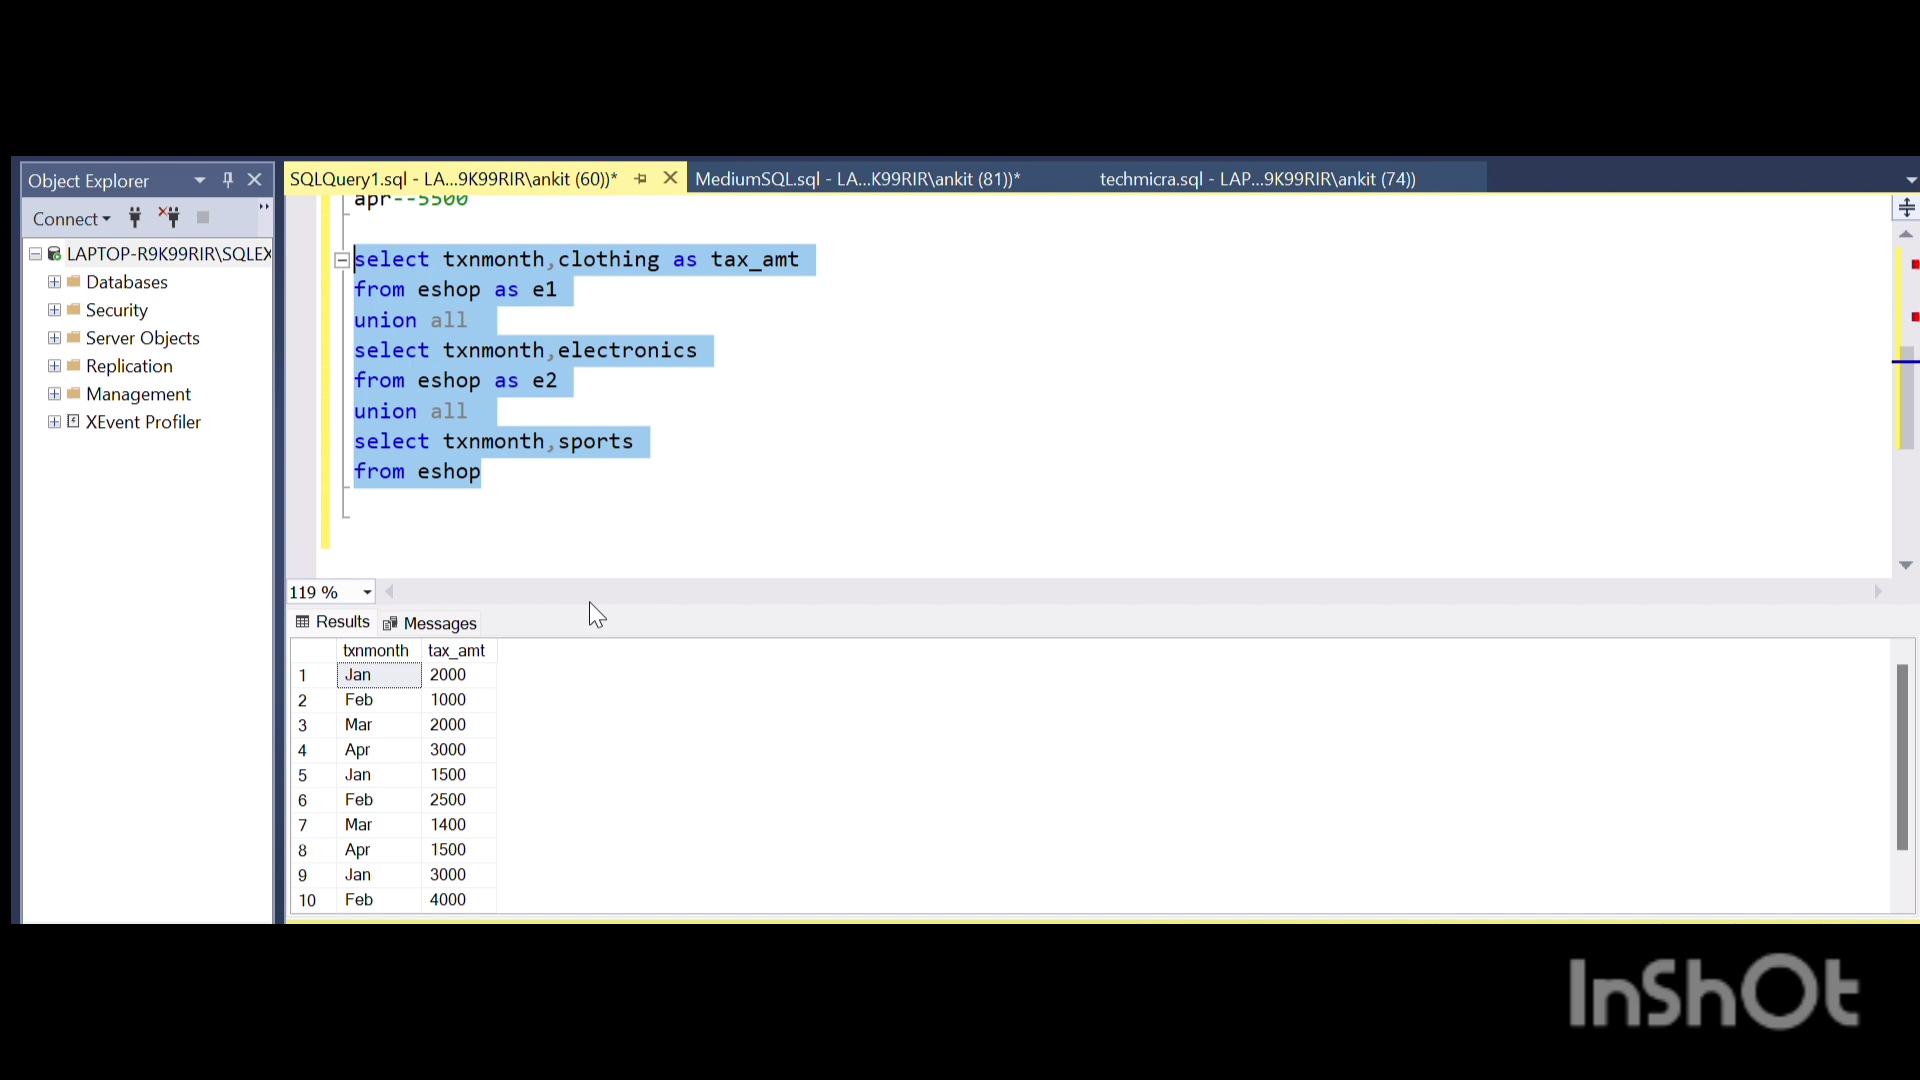 Object Explorer
Connect
LAPTOP-R9K99RIR\SQLEX
Databases
Security
Server Objects
Replication
Management
XEvent Profiler
SQLQuery1.sql - LA...9K99RIR\ankit (60))*
MediumSQL.sql - LA...K99RIR\ankit (81))*
techmicra.sql - LAP...9K99RIR\ankit (74))
apr--5500
select txnmonth,clothing as tax_amt
from eshop as e1
union all
select txnmonth,electronics
from eshop as e2
union all
select txnmonth,sports
from eshop
119 %
Results Messages
txnmonth tax_amt
1 Jan 2000
2 Feb 1000
3 Mar 2000
4 Apr 3000
5 Jan 1500
6 Feb 2500
7 Mar 1400
8 Apr 1500
9 Jan 3000
10 Feb 4000
InShOt